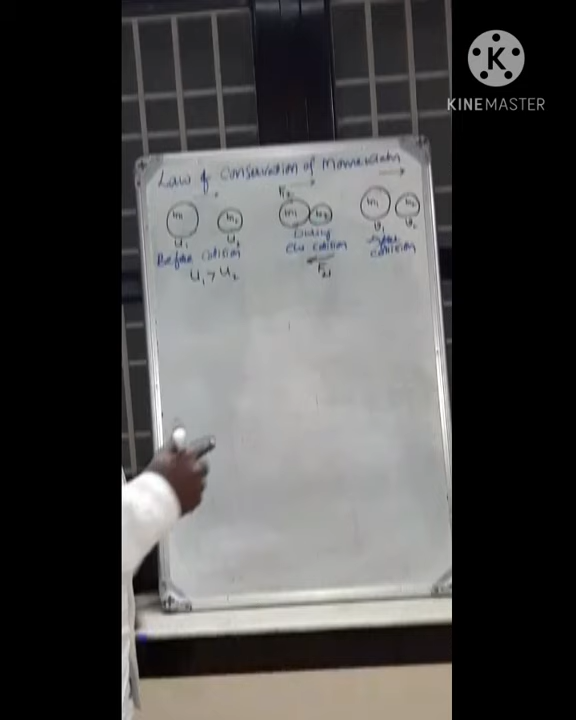 K
KINEMASTER
Law of Conservation of Momentum
m₁ m₂ m₁ m₂ m₁ m₂
u₁ u₂ v₁ v₂
Before collision During collision After collision
u₁ > u₂ F₂₁